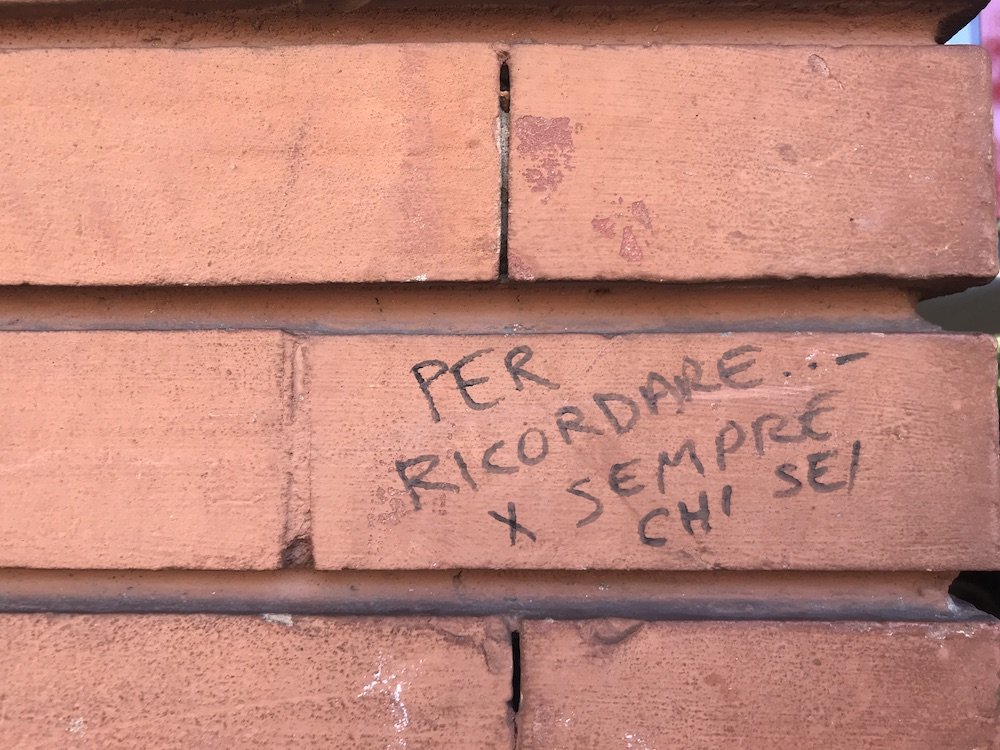 PER
RICORDARE...-
X SEMPRE
CHI SEI